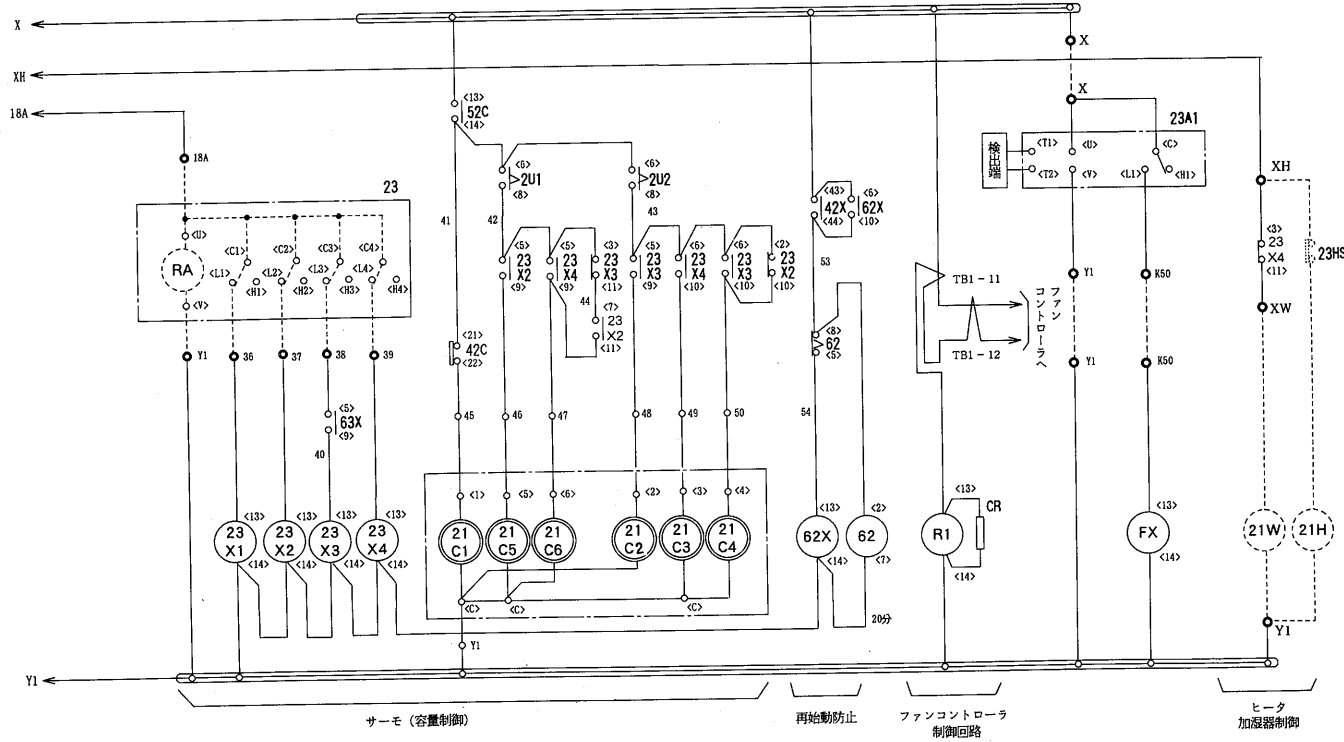 X
XH
18A
18A
23
<U>
RA
<V>
<C1>
<C2>
<C3>
<C4>
<L1>
<L2>
<L3>
<L4>
<H1>
<H2>
<H3>
<H4>
Y1
36
37
38
39
<5>
63X
<9>
40
<13>
23
X1
<14>
<13>
23
X2
<14>
<13>
23
X3
<14>
<13>
23
X4
<14>
<13>
52C
<14>
41
<21>
42C
<22>
45
<6>
2U1
<8>
42
<5>
23
X2
<9>
46
<5>
23
X4
<9>
47
<3>
23
X3
<11>
44
<7>
23
X2
<11>
<6>
2U2
<8>
43
<5>
23
X3
<9>
48
<6>
23
X4
<10>
49
<6>
23
X3
<10>
50
<2>
23
X2
<10>
<1>
21
C1
<5>
21
C5
<6>
21
C6
<2>
21
C2
<3>
21
C3
<4>
21
C4
<C>
<C>
<C>
Y1
<43>
42X
<44>
<6>
62X
<10>
53
<8>
62
<5>
54
<13>
62X
<14>
<2>
62
<7>
20分
TB1-11
TB1-12
ファン
コントローラへ
<13>
R1
<14>
CR
X
X
23A1
検出端
<T1>
<T2>
<U>
<V>
<C>
<L1>
<H1>
Y1
K50
Y1
K50
<13>
FX
<14>
XH
<3>
23
X4
<11>
23HS
XW
21W
21H
Y1
Y1
サーモ（容量制御）
再始動防止
ファンコントローラ
制御回路
ヒータ
加湿器制御